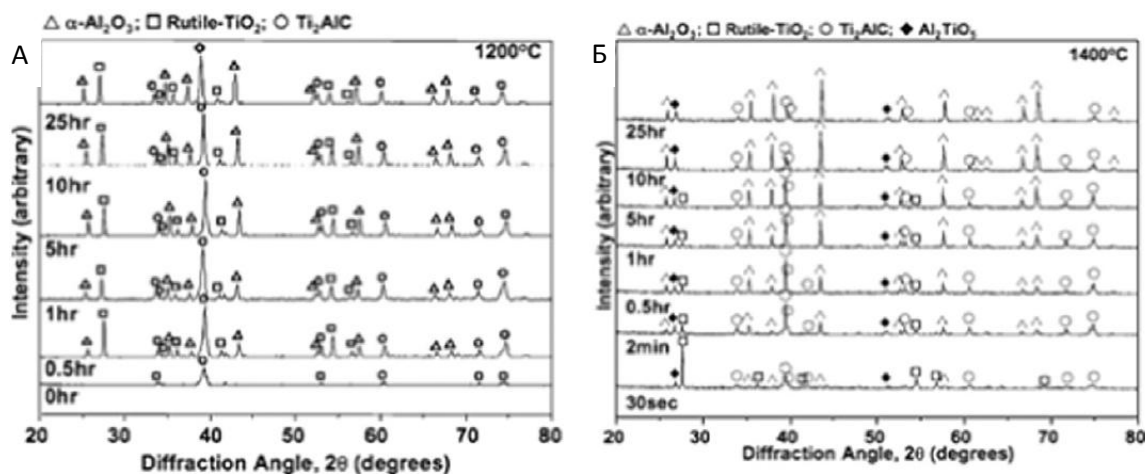 △ α-Al₂O₃; □ Rutile-TiO₂; ○ Ti₂AlC
А
1200°C
25hr
10hr
5hr
1hr
0.5hr
0hr
Intensity (arbitrary)
20 30 40 50 60 70 80
Diffraction Angle, 2θ (degrees)
△ α-Al₂O₃; □ Rutile-TiO₂; ○ Ti₂AlC; ◆ Al₂TiO₅
Б
1400°C
25hr
10hr
5hr
1hr
0.5hr
2min
30sec
Intensity (arbitrary)
20 30 40 50 60 70 80
Diffraction Angle, 2θ (degrees)